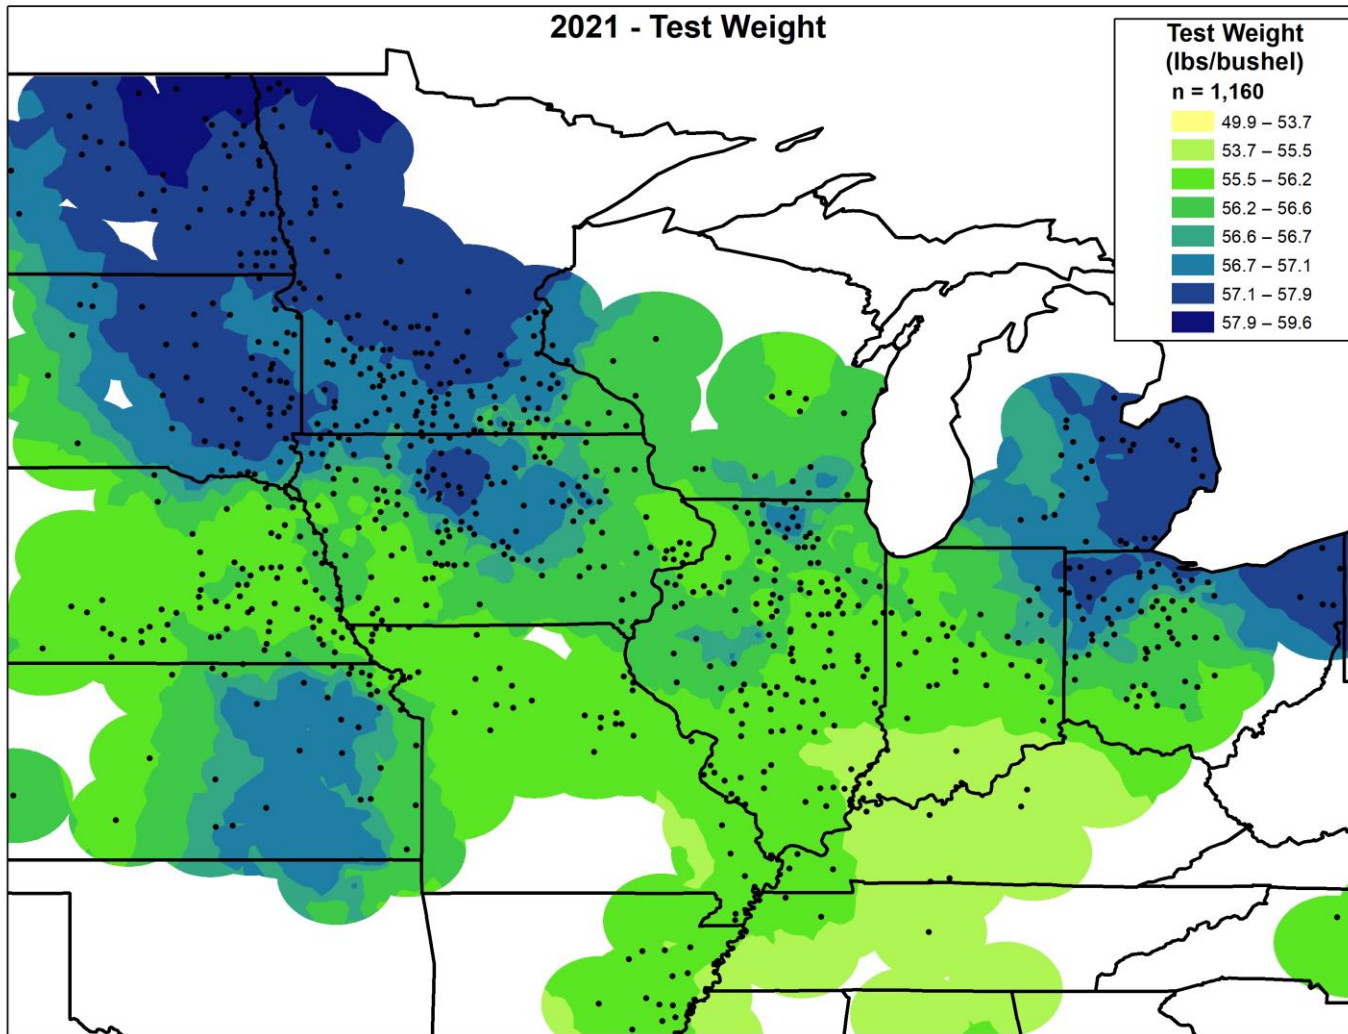 2021 - Test Weight
Test Weight
(lbs/bushel)
n = 1,160
49.9 – 53.7
53.7 – 55.5
55.5 – 56.2
56.2 – 56.6
56.6 – 56.7
56.7 – 57.1
57.1 – 57.9
57.9 – 59.6